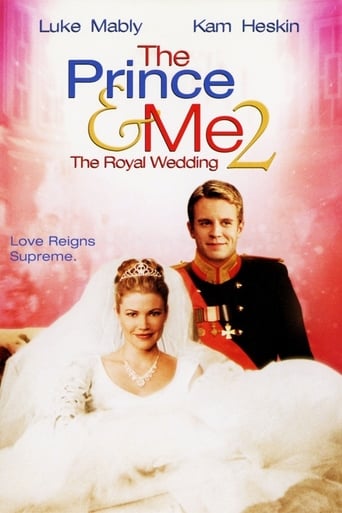 Luke Mably Kam Heskin
The
Prince
& Me 2
The Royal Wedding
Love Reigns
Supreme.